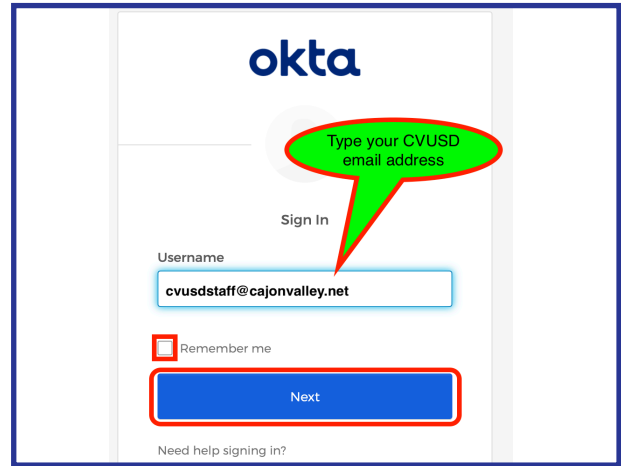 okta
Type your CVUSD
email address
Sign In
Username
cvusdstaff@cajonvalley.net
Remember me
Next
Need help signing in?